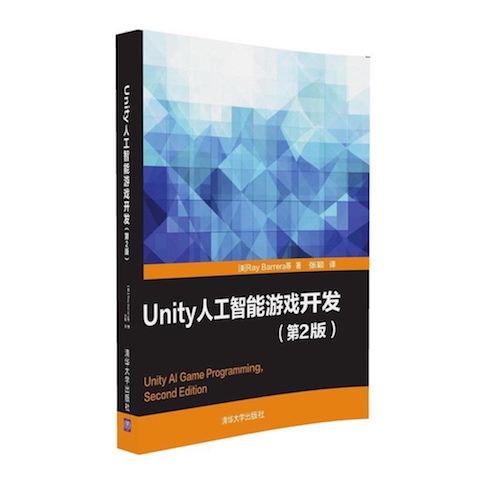 Unity人工智能游戏开发(第2版)
清华大学出版社
[美]Ray Barrera等 著 张颖 译
Unity人工智能游戏开发
(第2版)
Unity AI Game Programming,
Second Edition
清华大学出版社